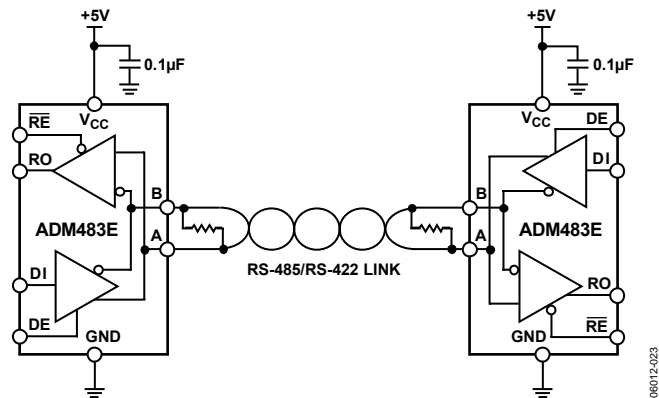 +5V
0.1µF
VCC
RE
RO
B
ADM483E
A
DI
DE
GND
RS-485/RS-422 LINK
+5V
0.1µF
VCC
DE
DI
B
ADM483E
A
RO
GND
RE
06012-023